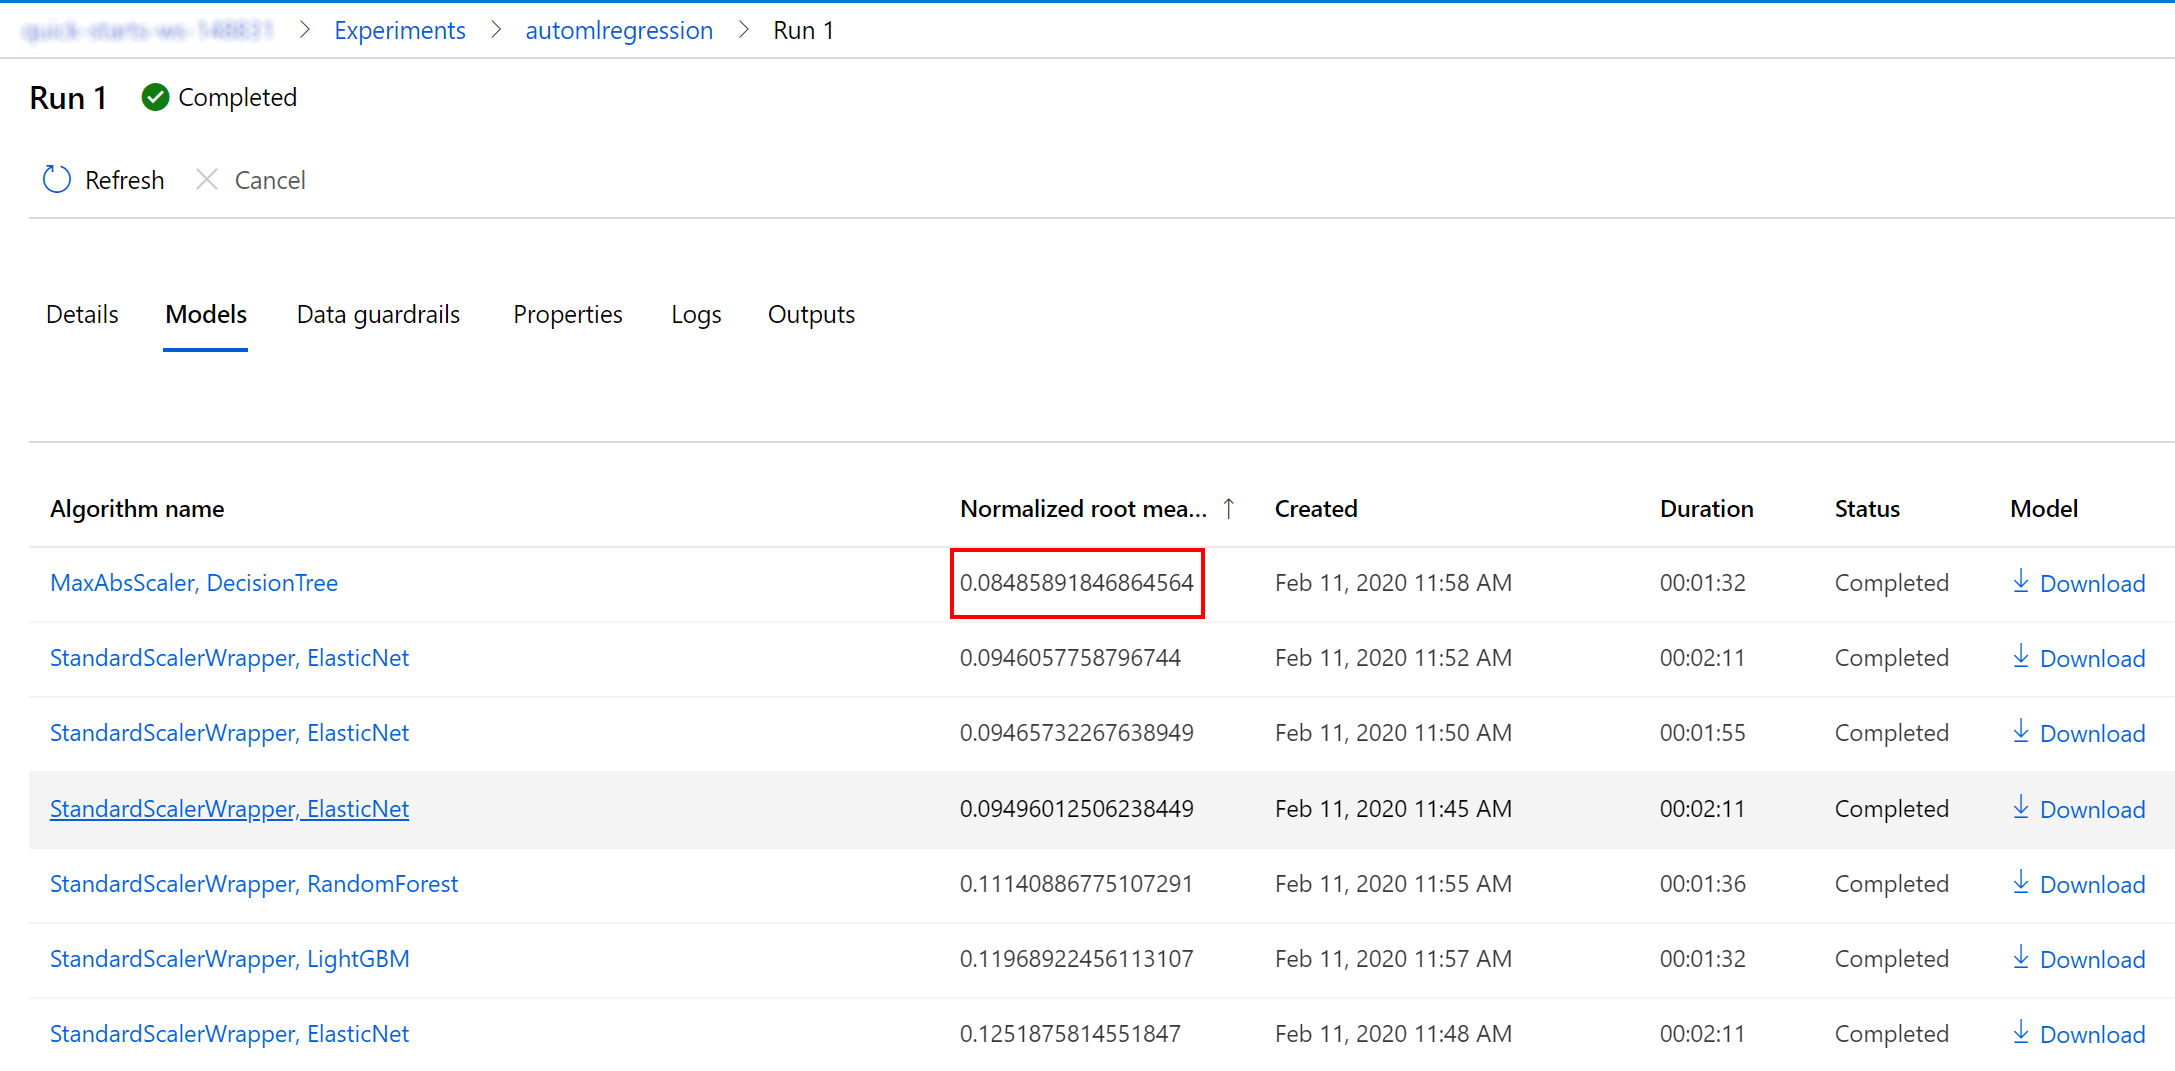 Experiments > automlregression > Run 1
Run 1 Completed
Refresh Cancel
Details Models Data guardrails Properties Logs Outputs
Algorithm name Normalized root mea... ↑ Created Duration Status Model
MaxAbsScaler, DecisionTree 0.08485891846864564 Feb 11, 2020 11:58 AM 00:01:32 Completed Download
StandardScalerWrapper, ElasticNet 0.0946057758796744 Feb 11, 2020 11:52 AM 00:02:11 Completed Download
StandardScalerWrapper, ElasticNet 0.09465732267638949 Feb 11, 2020 11:50 AM 00:01:55 Completed Download
StandardScalerWrapper, ElasticNet 0.09496012506238449 Feb 11, 2020 11:45 AM 00:02:11 Completed Download
StandardScalerWrapper, RandomForest 0.11140886775107291 Feb 11, 2020 11:55 AM 00:01:36 Completed Download
StandardScalerWrapper, LightGBM 0.11968922456113107 Feb 11, 2020 11:57 AM 00:01:32 Completed Download
StandardScalerWrapper, ElasticNet 0.1251875814551847 Feb 11, 2020 11:48 AM 00:02:11 Completed Download